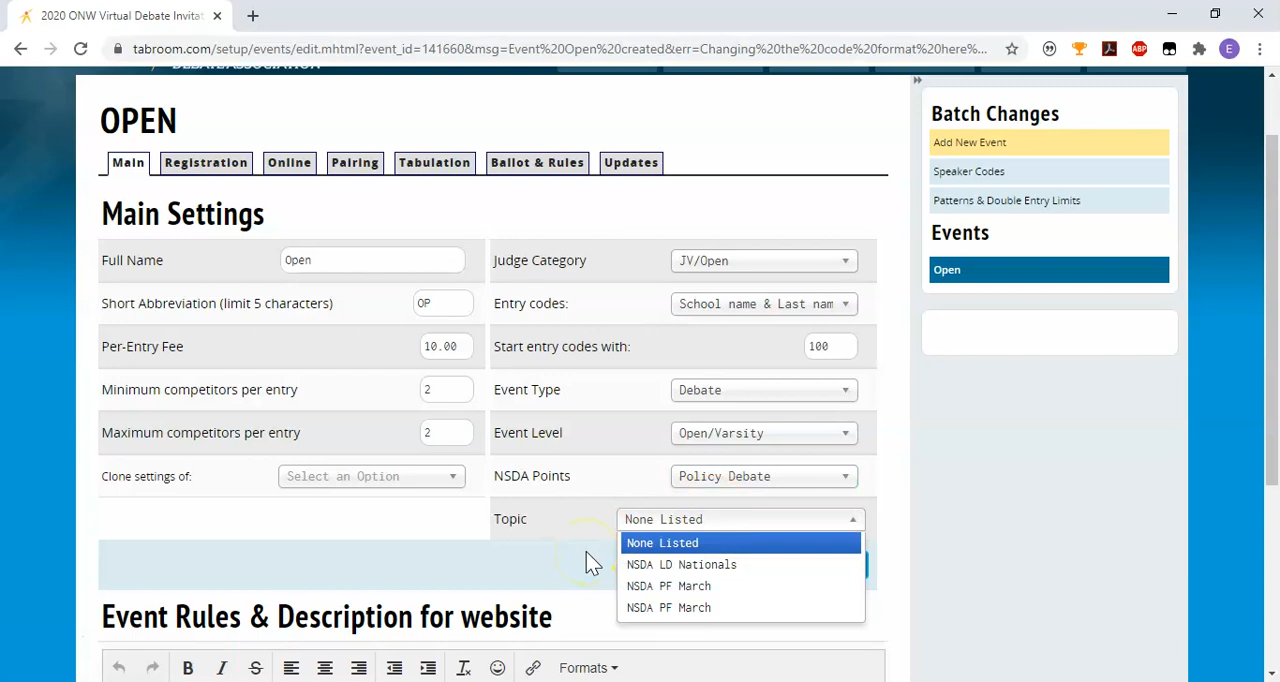 2020 ONW Virtual Debate Invitat
tabroom.com/setup/events/edit.mhtml?event_id=141660&msg=Event%20Open%20created&err=Changing%20the%20code%20format%20here%...
ABP
E
DEBATE ASSOCIATION
OPEN
Main
Registration
Online
Pairing
Tabulation
Ballot & Rules
Updates
Main Settings
Full Name
Open
Short Abbreviation (limit 5 characters)
OP
Per-Entry Fee
10.00
Minimum competitors per entry
2
Maximum competitors per entry
2
Clone settings of:
Select an Option
Judge Category
JV/Open
Entry codes:
School name & Last nam
Start entry codes with:
100
Event Type
Debate
Event Level
Open/Varsity
NSDA Points
Policy Debate
Topic
None Listed
None Listed
NSDA LD Nationals
NSDA PF March
NSDA PF March
Event Rules & Description for website
B
I
S
Formats
Batch Changes
Add New Event
Speaker Codes
Patterns & Double Entry Limits
Events
Open